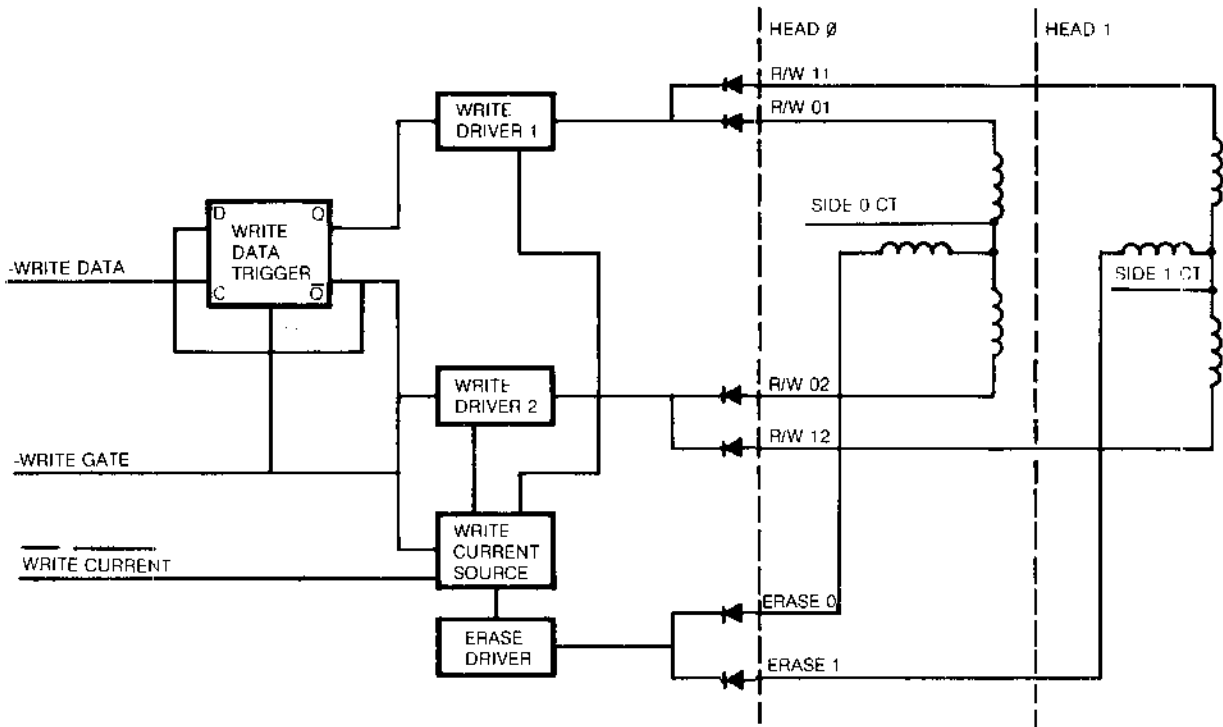 HEAD Ø
HEAD 1
R/W 11
R/W 01
WRITE
DRIVER 1
SIDE 0 CT
D Q
WRITE
DATA
TRIGGER
C Q̅
-WRITE DATA
SIDE 1 CT
WRITE
DRIVER 2
R/W 02
R/W 12
-WRITE GATE
WRITE
CURRENT
SOURCE
WRITE CURRENT
ERASE 0
ERASE
DRIVER
ERASE 1